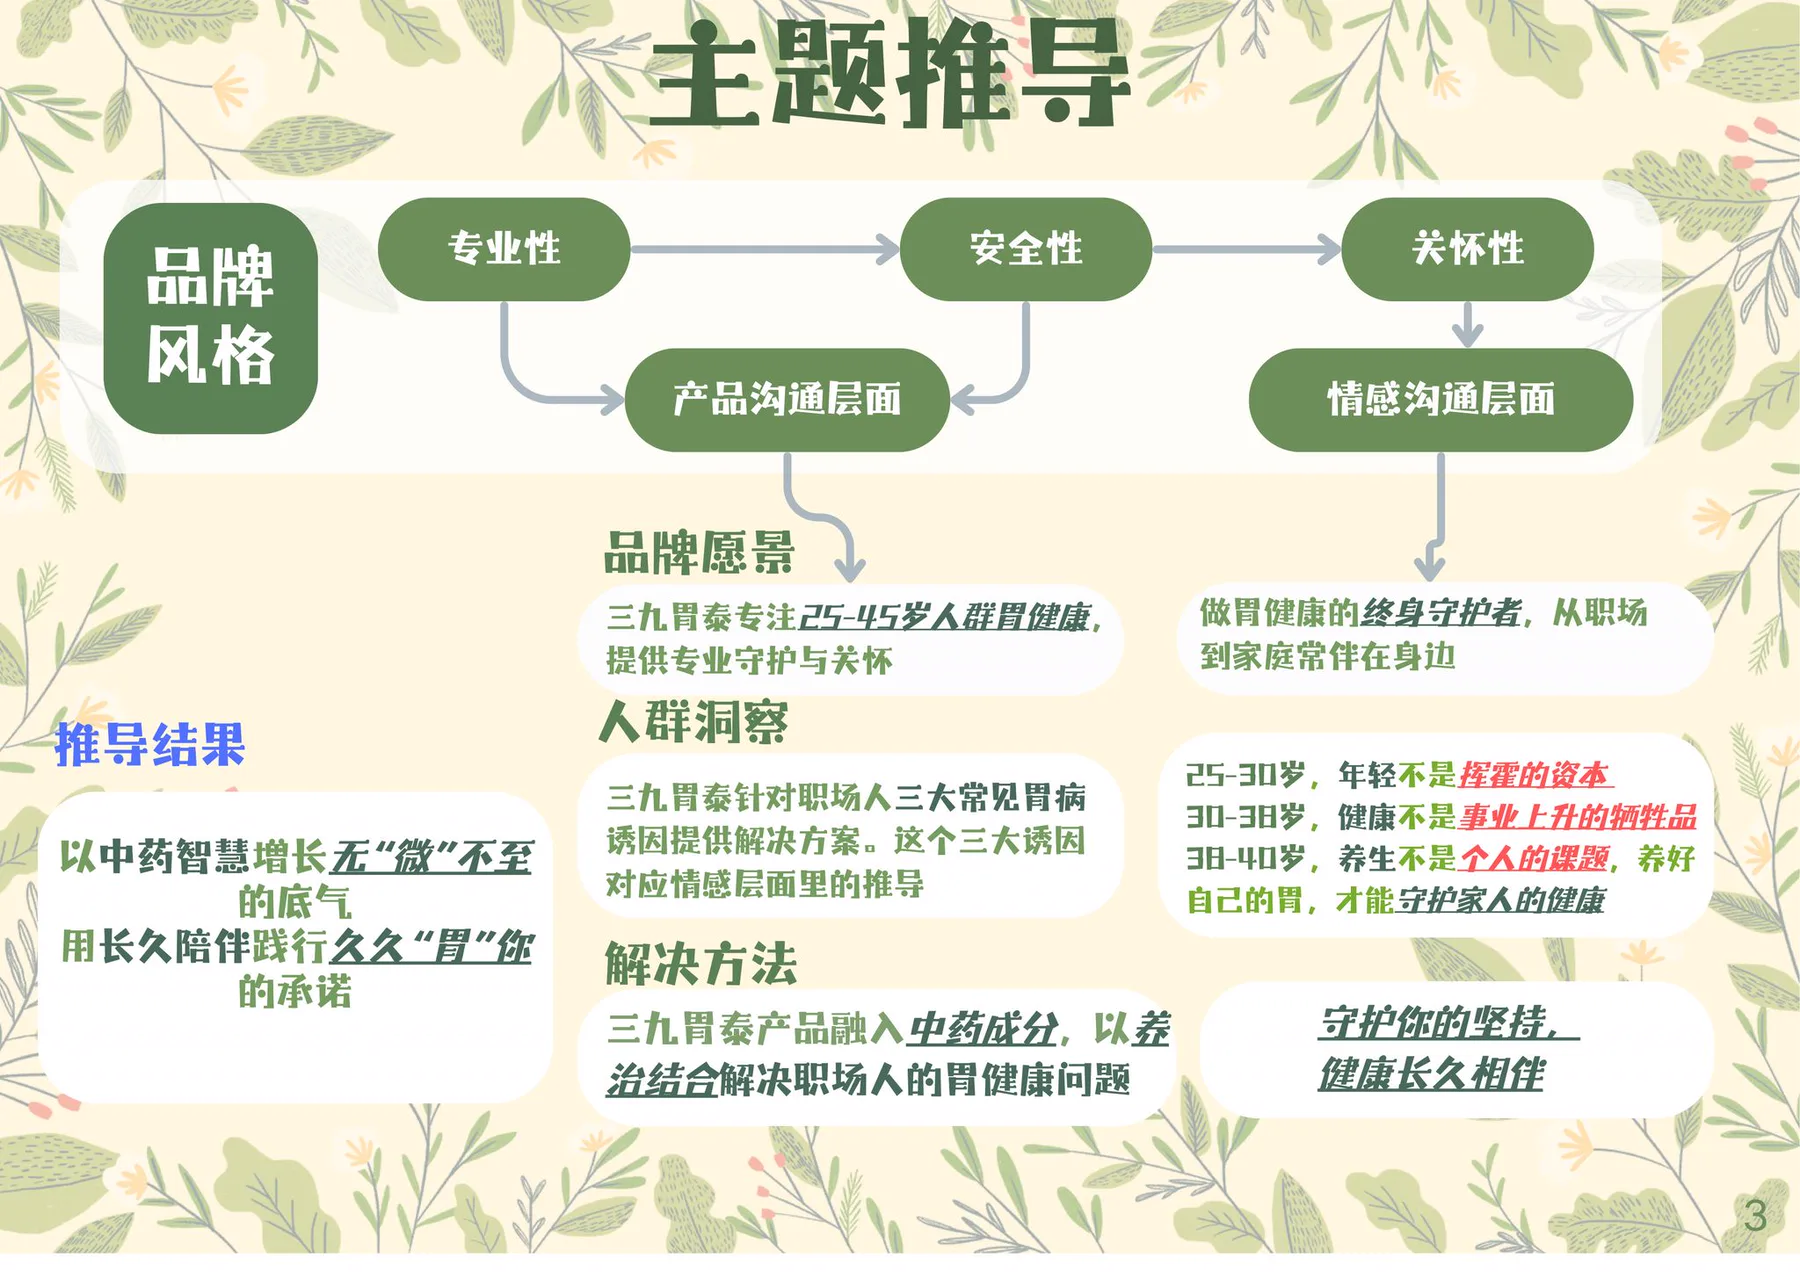 主题推导
品牌
风格
专业性
安全性
关怀性
产品沟通层面
情感沟通层面
品牌愿景
三九胃泰专注25-45岁人群胃健康，
提供专业守护与关怀
做胃健康的终身守护者，从职场
到家庭常伴在身边
人群洞察
三九胃泰针对职场人三大常见胃病
诱因提供解决方案。这个三大诱因
对应情感层面里的推导
25-30岁，年轻不是挥霍的资本
30-38岁，健康不是事业上升的牺牲品
38-40岁，养生不是个人的课题，养好
自己的胃，才能守护家人的健康
解决方法
三九胃泰产品融入中药成分，以养
治结合解决职场人的胃健康问题
守护你的坚持，
健康长久相伴
推导结果
以中药智慧增长无“微”不至
的底气
用长久陪伴践行久久“胃”你
的承诺
3